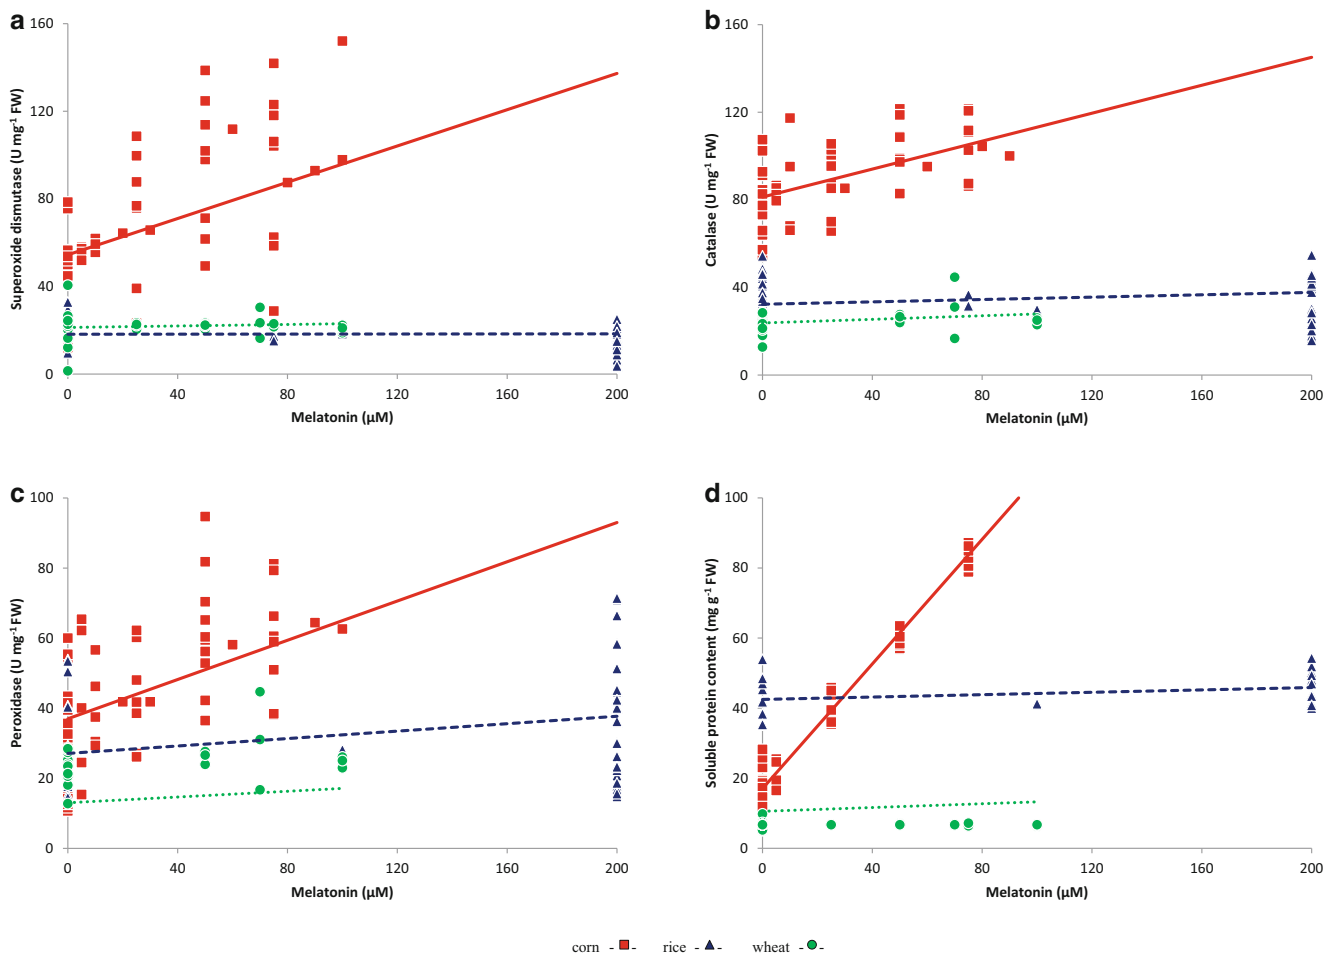 a
160
120
80
40
0
Superoxide dismutase (U mg⁻¹ FW)
0 40 80 120 160 200
Melatonin (µM)
b
160
120
80
40
0
Catalase (U mg⁻¹ FW)
0 40 80 120 160 200
Melatonin (µM)
c
100
80
60
40
20
0
Peroxidase (U mg⁻¹ FW)
0 40 80 120 160 200
Melatonin (µM)
d
100
80
60
40
20
0
Soluble protein content (mg g⁻¹ FW)
0 40 80 120 160 200
Melatonin (µM)
corn - - rice - - wheat - -